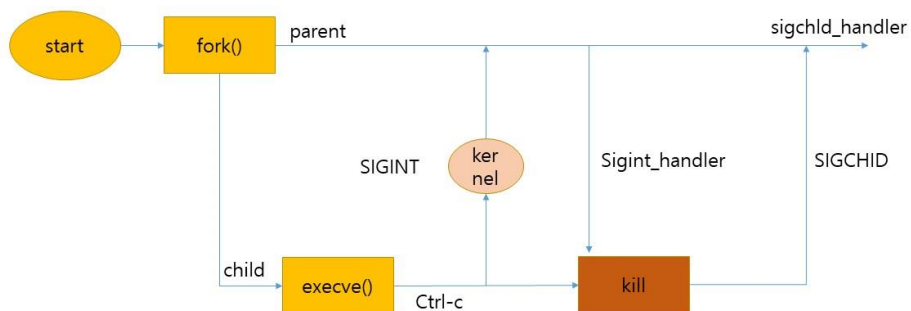 start
fork()
parent
sigchld_handler
SIGINT
ker
nel
Sigint_handler
SIGCHID
child
execve()
Ctrl-c
kill